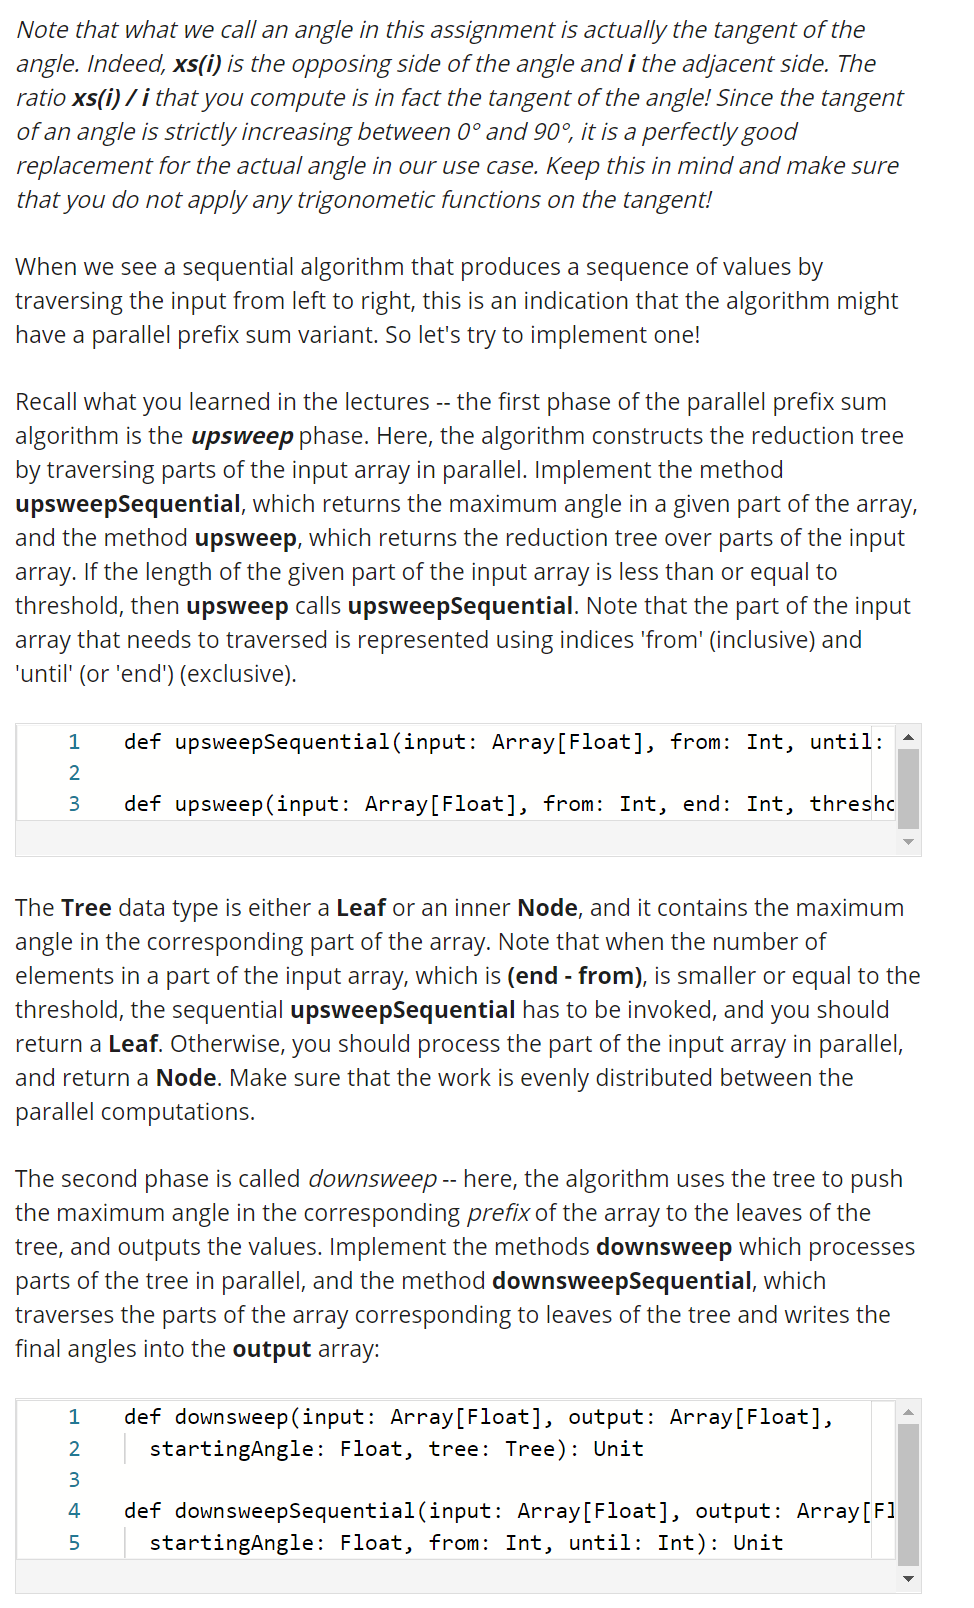 Note that what we call an angle in this assignment is actually the tangent of the
angle. Indeed, xs(i) is the opposing side of the angle and i the adjacent side. The
ratio xs(i) / i that you compute is in fact the tangent of the angle! Since the tangent
of an angle is strictly increasing between 0° and 90°, it is a perfectly good
replacement for the actual angle in our use case. Keep this in mind and make sure
that you do not apply any trigonometic functions on the tangent!
When we see a sequential algorithm that produces a sequence of values by
traversing the input from left to right, this is an indication that the algorithm might
have a parallel prefix sum variant. So let's try to implement one!
Recall what you learned in the lectures -- the first phase of the parallel prefix sum
algorithm is the upsweep phase. Here, the algorithm constructs the reduction tree
by traversing parts of the input array in parallel. Implement the method
upsweepSequential, which returns the maximum angle in a given part of the array,
and the method upsweep, which returns the reduction tree over parts of the input
array. If the length of the given part of the input array is less than or equal to
threshold, then upsweep calls upsweepSequential. Note that the part of the input
array that needs to traversed is represented using indices 'from' (inclusive) and
'until' (or 'end') (exclusive).
1 def upsweepSequential(input: Array[Float], from: Int, until:
2
3 def upsweep(input: Array[Float], from: Int, end: Int, thresho
The Tree data type is either a Leaf or an inner Node, and it contains the maximum
angle in the corresponding part of the array. Note that when the number of
elements in a part of the input array, which is (end - from), is smaller or equal to the
threshold, the sequential upsweepSequential has to be invoked, and you should
return a Leaf. Otherwise, you should process the part of the input array in parallel,
and return a Node. Make sure that the work is evenly distributed between the
parallel computations.
The second phase is called downsweep -- here, the algorithm uses the tree to push
the maximum angle in the corresponding prefix of the array to the leaves of the
tree, and outputs the values. Implement the methods downsweep which processes
parts of the tree in parallel, and the method downsweepSequential, which
traverses the parts of the array corresponding to leaves of the tree and writes the
final angles into the output array:
1 def downsweep(input: Array[Float], output: Array[Float],
2 startingAngle: Float, tree: Tree): Unit
3
4 def downsweepSequential(input: Array[Float], output: Array[Fl
5 startingAngle: Float, from: Int, until: Int): Unit